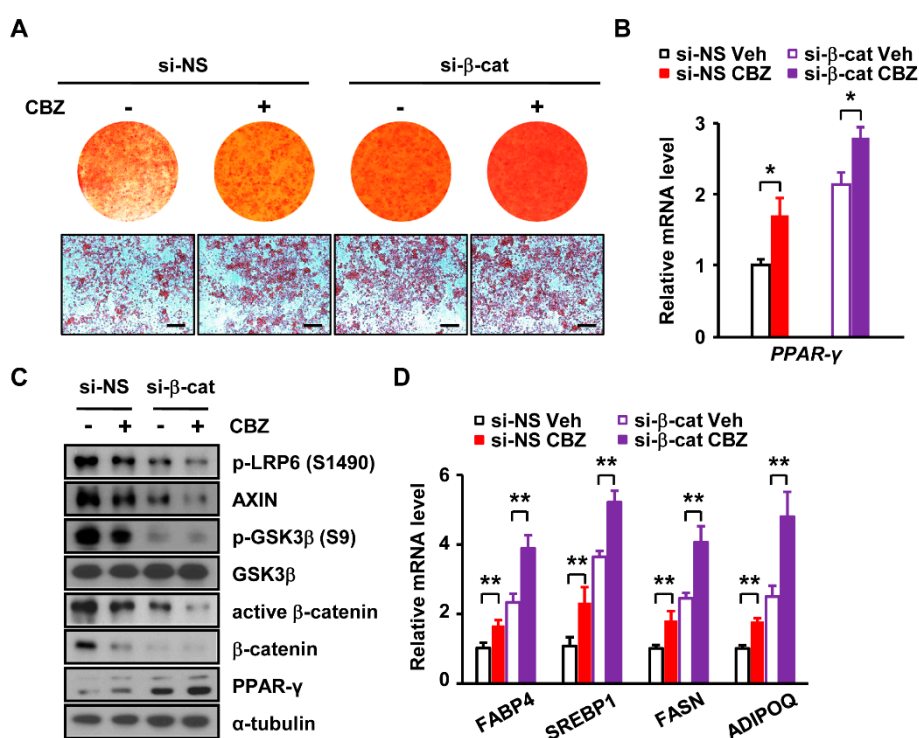 A
si-NS si-β-cat
CBZ - + - +
B
si-NS Veh si-β-cat Veh
si-NS CBZ si-β-cat CBZ
Relative mRNA level
3
2
1
0
* *
PPAR-γ
C
si-NS si-β-cat
- + - + CBZ
p-LRP6 (S1490)
AXIN
p-GSK3β (S9)
GSK3β
active β-catenin
β-catenin
PPAR-γ
α-tubulin
D
si-NS Veh si-β-cat Veh
si-NS CBZ si-β-cat CBZ
Relative mRNA level
6
4
2
0
** ** ** ** ** ** ** **
FABP4 SREBP1 FASN ADIPOQ